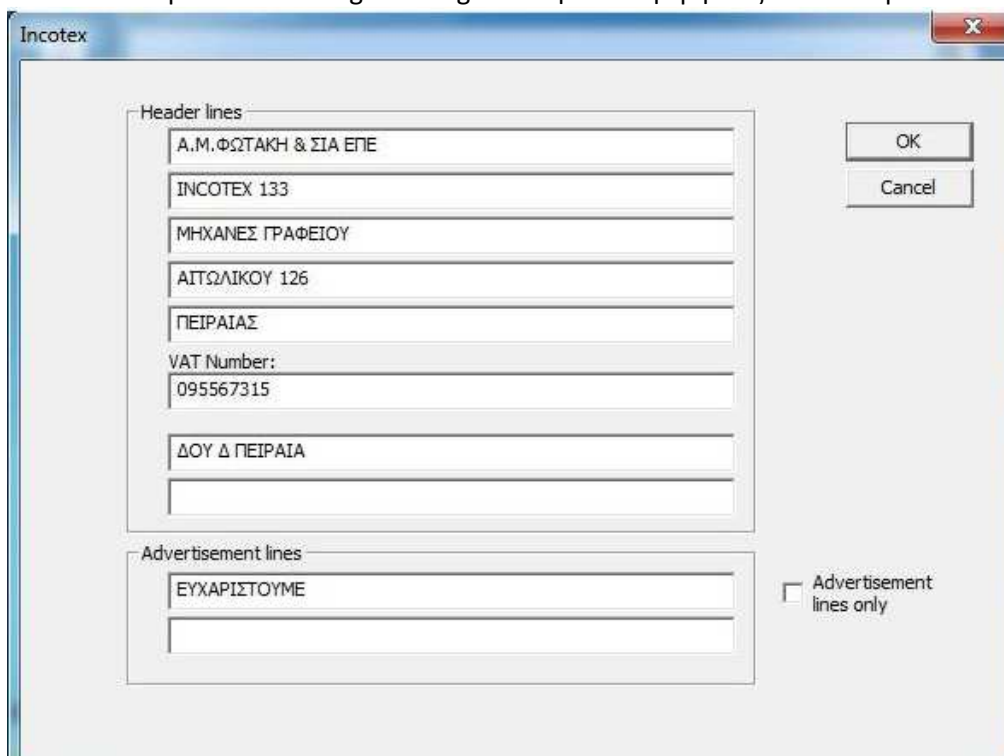 Incotex
Header lines
Α.Μ.ΦΩΤΑΚΗ & ΣΙΑ ΕΠΕ
OK
INCOTEX 133
Cancel
ΜΗΧΑΝΕΣ ΓΡΑΦΕΙΟΥ
ΑΙΤΩΛΙΚΟΥ 126
ΠΕΙΡΑΙΑΣ
VAT Number:
095567315
ΔΟΥ Δ ΠΕΙΡΑΙΑ
Advertisement lines
ΕΥΧΑΡΙΣΤΟΥΜΕ
Advertisement
lines only